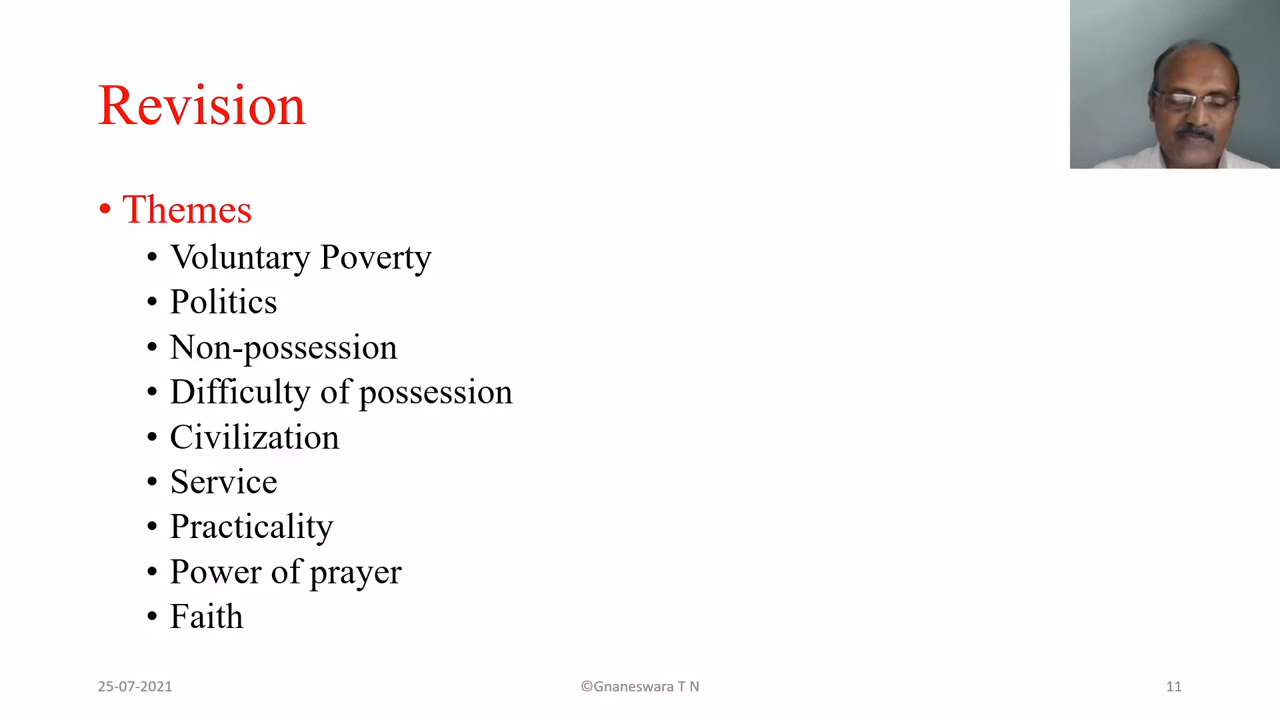 Revision
• Themes
• Voluntary Poverty
• Politics
• Non-possession
• Difficulty of possession
• Civilization
• Service
• Practicality
• Power of prayer
• Faith
25-07-2021 ©Gnaneswara T N 11